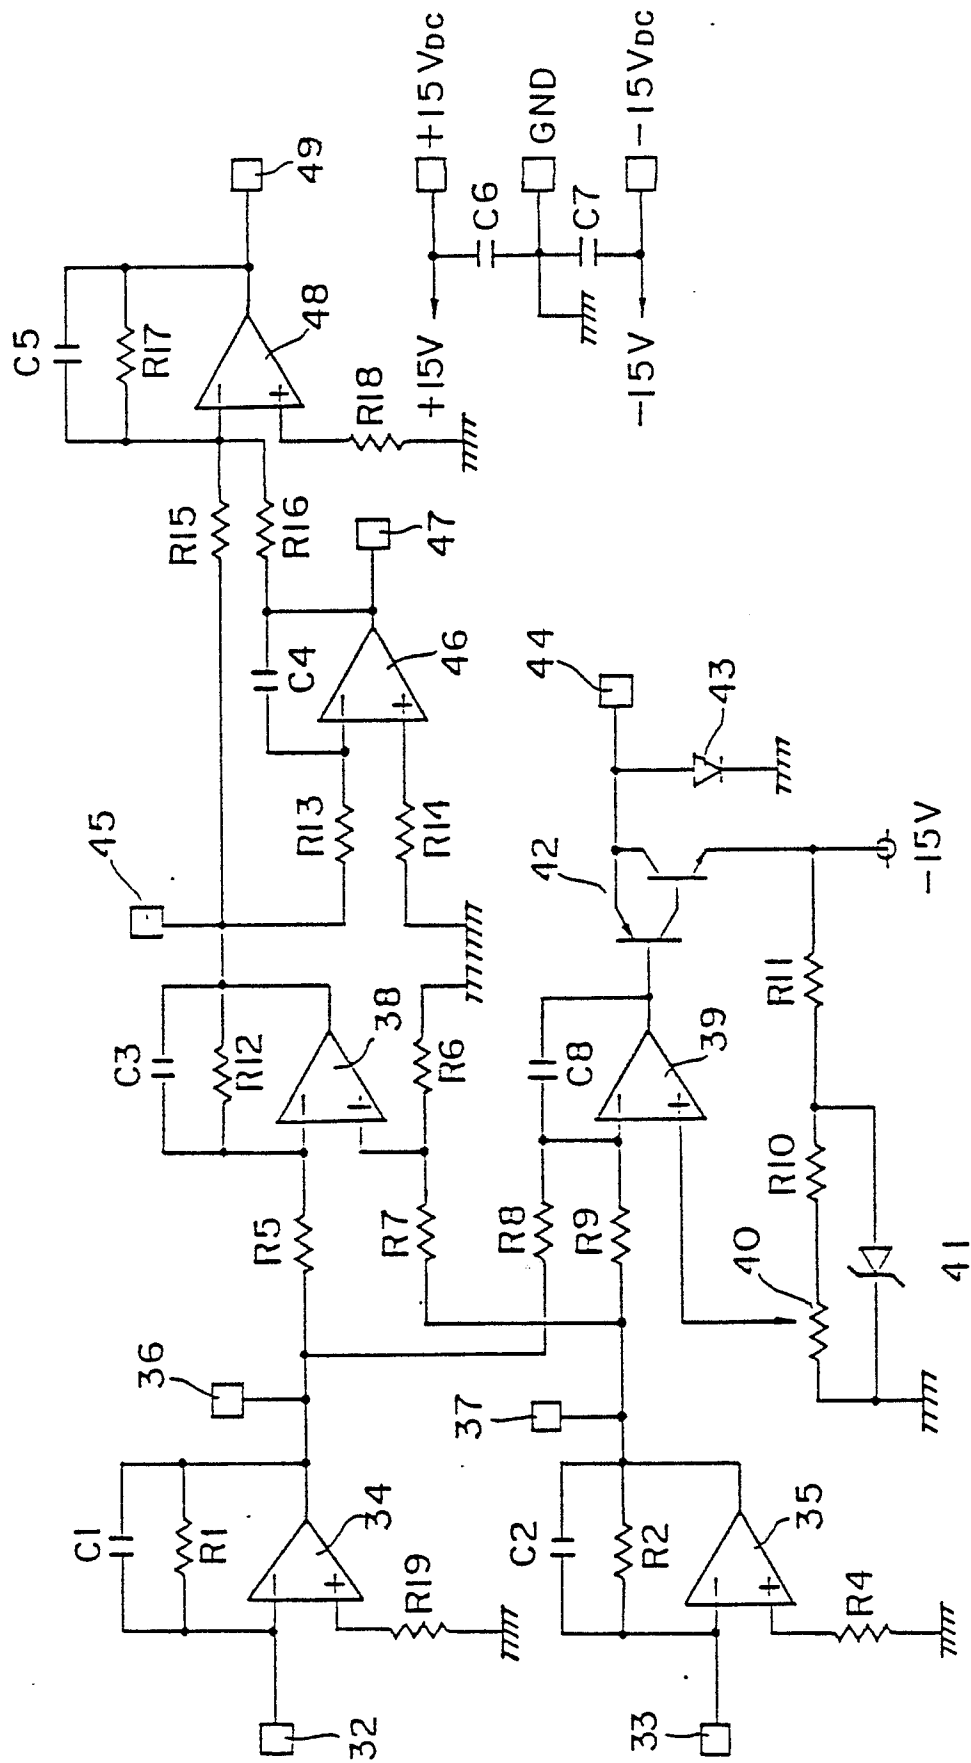 C1
R1
34
R19
32
36
R5
C3
R12
38
R6
R7
45
R13
R14
C4
46
47
R15
R16
C5
R17
48
R18
49
33
C2
R2
35
R4
37
R8
R9
C8
39
42
43
44
40
R10
R11
41
-15V
+15V
+15VDC
C6
GND
C7
-15V
-15VDC